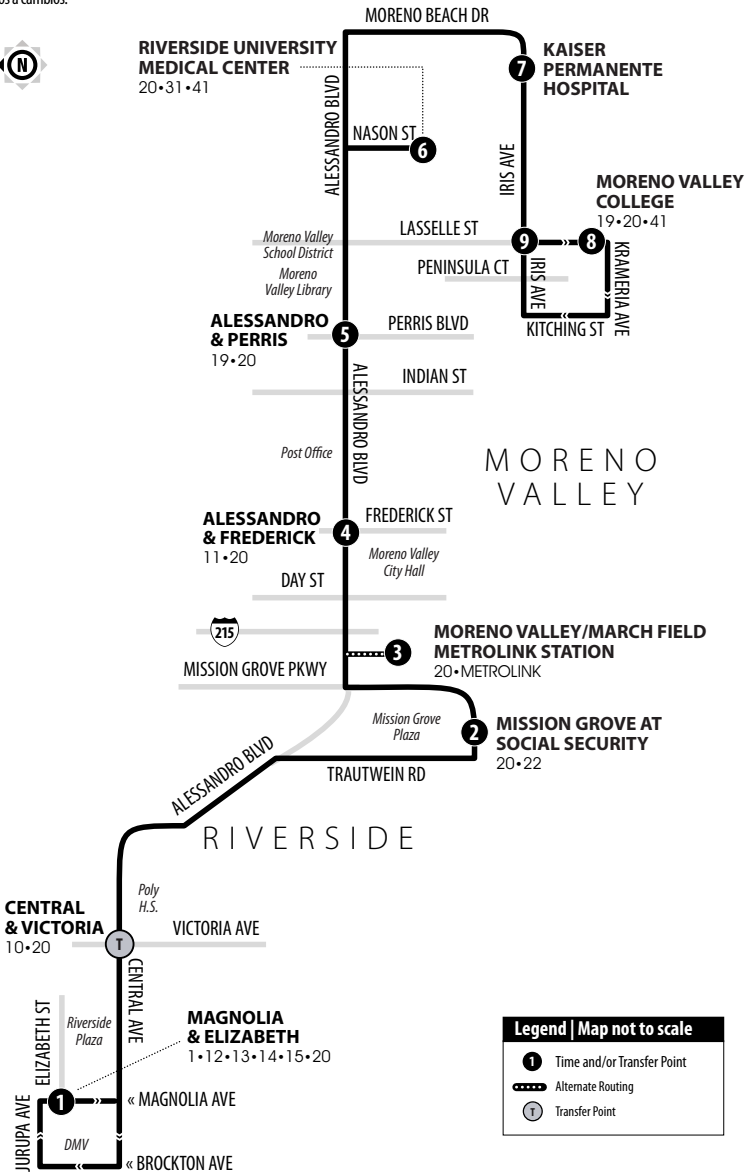 MORENO BEACH DR
N
RIVERSIDE UNIVERSITY
MEDICAL CENTER
20•31•41
7
KAISER
PERMANENTE
HOSPITAL
ALESSANDRO BLVD
NASON ST
6
IRIS AVE
MORENO VALLEY
COLLEGE
19•20•41
Moreno Valley
School District
LASSELLE ST
9
»
8
Moreno
Valley Library
PENINSULA CT
IRIS AVE
KRAMERIA AVE
»
ALESSANDRO
& PERRIS
19•20
5
PERRIS BLVD
«
KITCHING ST
INDIAN ST
ALESSANDRO BLVD
Post Office
MORENO
VALLEY
ALESSANDRO
& FREDERICK
11•20
4
FREDERICK ST
Moreno Valley
City Hall
DAY ST
215
3
MORENO VALLEY/MARCH FIELD
METROLINK STATION
20•METROLINK
MISSION GROVE PKWY
Mission Grove
Plaza
2
MISSION GROVE AT
SOCIAL SECURITY
20•22
TRAUTWEIN RD
ALESSANDRO BLVD
RIVERSIDE
Poly
H.S.
CENTRAL
& VICTORIA
10•20
T
VICTORIA AVE
CENTRAL AVE
ELIZABETH ST
Riverside
Plaza
MAGNOLIA
& ELIZABETH
1•12•13•14•15•20
1
»
« MAGNOLIA AVE
JURUPA AVE
»
DMV
»
«
« BROCKTON AVE
Legend | Map not to scale
1 Time and/or Transfer Point
Alternate Routing
T Transfer Point